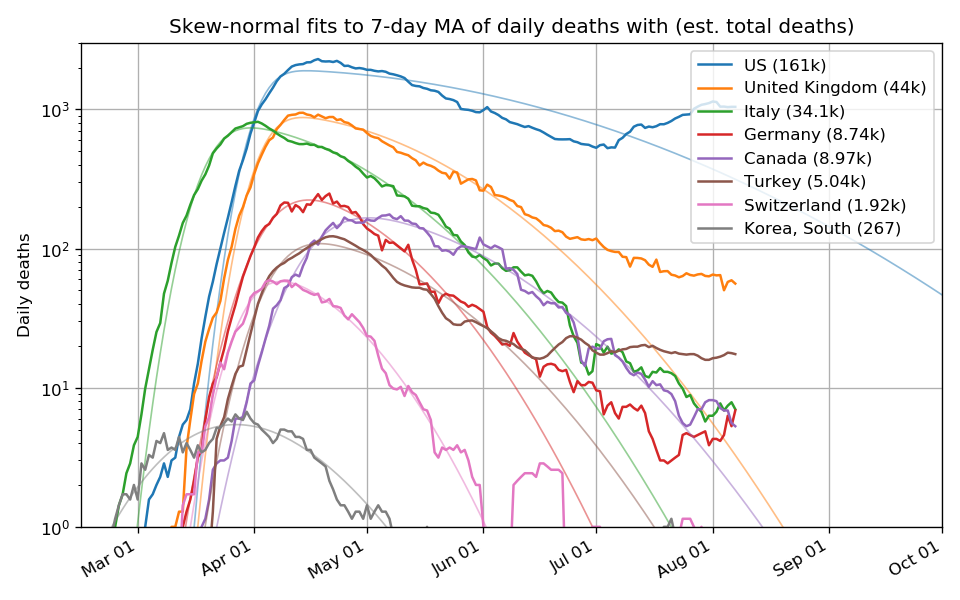 Skew-normal fits to 7-day MA of daily deaths with (est. total deaths)
Daily deaths
10³
10²
10¹
10⁰
US (161k)
United Kingdom (44k)
Italy (34.1k)
Germany (8.74k)
Canada (8.97k)
Turkey (5.04k)
Switzerland (1.92k)
Korea, South (267)
Mar 01
Apr 01
May 01
Jun 01
Jul 01
Aug 01
Sep 01
Oct 01